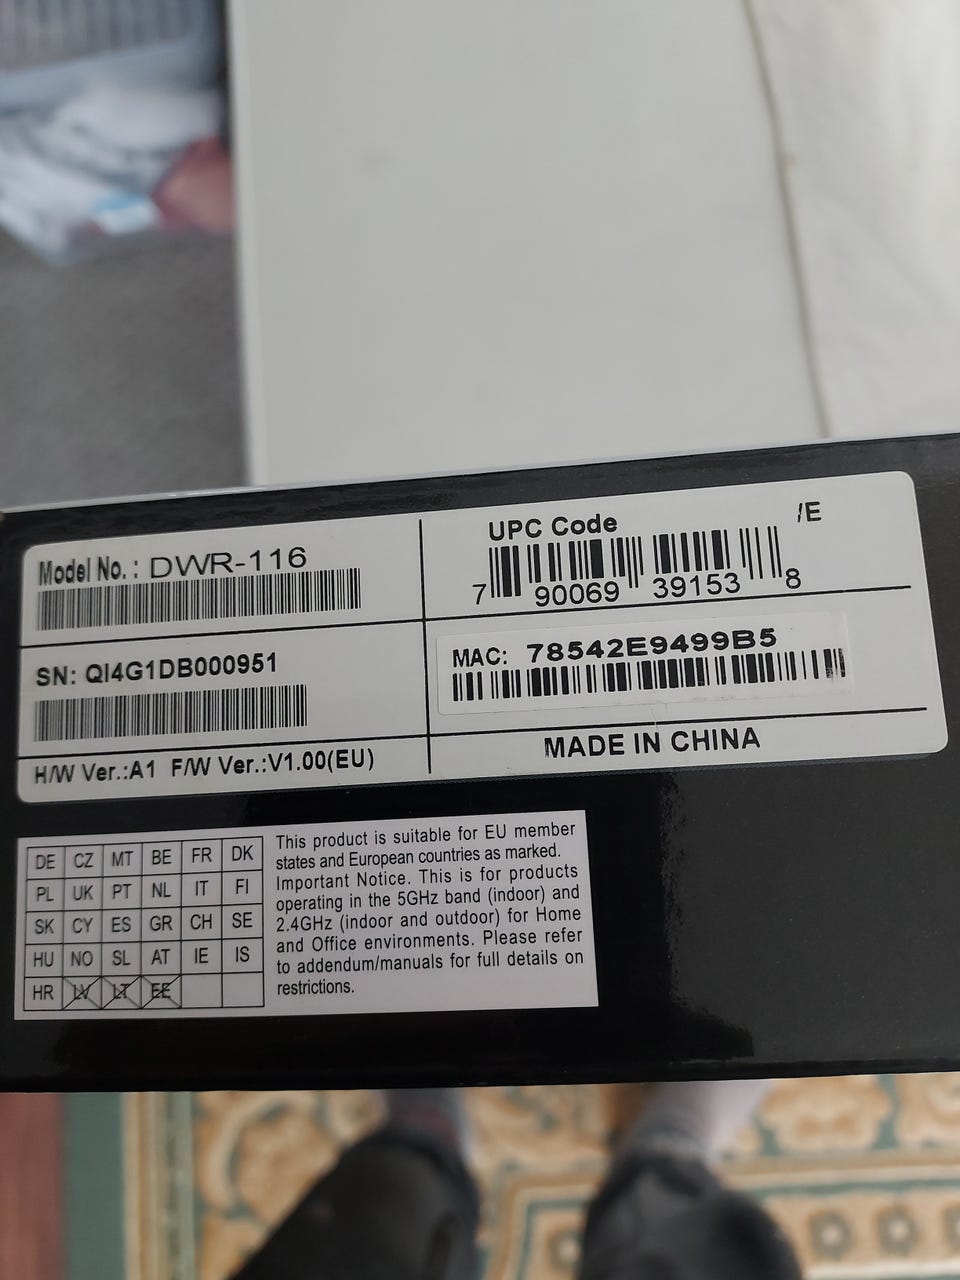 Model No. : DWR-116
UPC Code
/E
7 90069 39153 8
SN: QI4G1DB000951
MAC: 78542E9499B5
H/W Ver.:A1 F/W Ver.:V1.00(EU)
MADE IN CHINA
DE CZ MT BE FR DK
PL UK PT NL IT FI
SK CY ES GR CH SE
HU NO SL AT IE IS
HR LV LT EE
This product is suitable for EU member
states and European countries as marked.
Important Notice. This is for products
operating in the 5GHz band (indoor) and
2.4GHz (indoor and outdoor) for Home
and Office environments. Please refer
to addendum/manuals for full details on
restrictions.